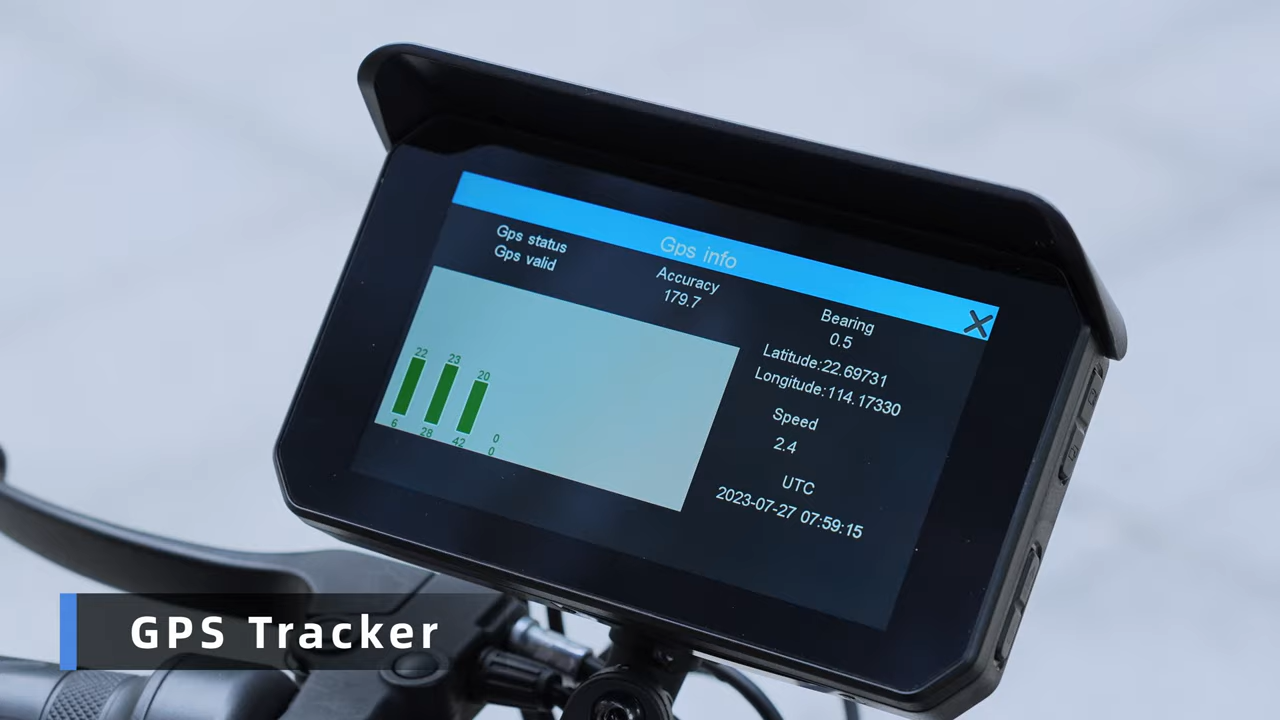 Gps info
Gps status
Gps valid
Accuracy
179.7
Bearing
0.5
Latitude:22.69731
Longitude:114.17330
Speed
2.4
UTC
2023-07-27 07:59:15
22 23 20 0
6 28 42 0
GPS Tracker